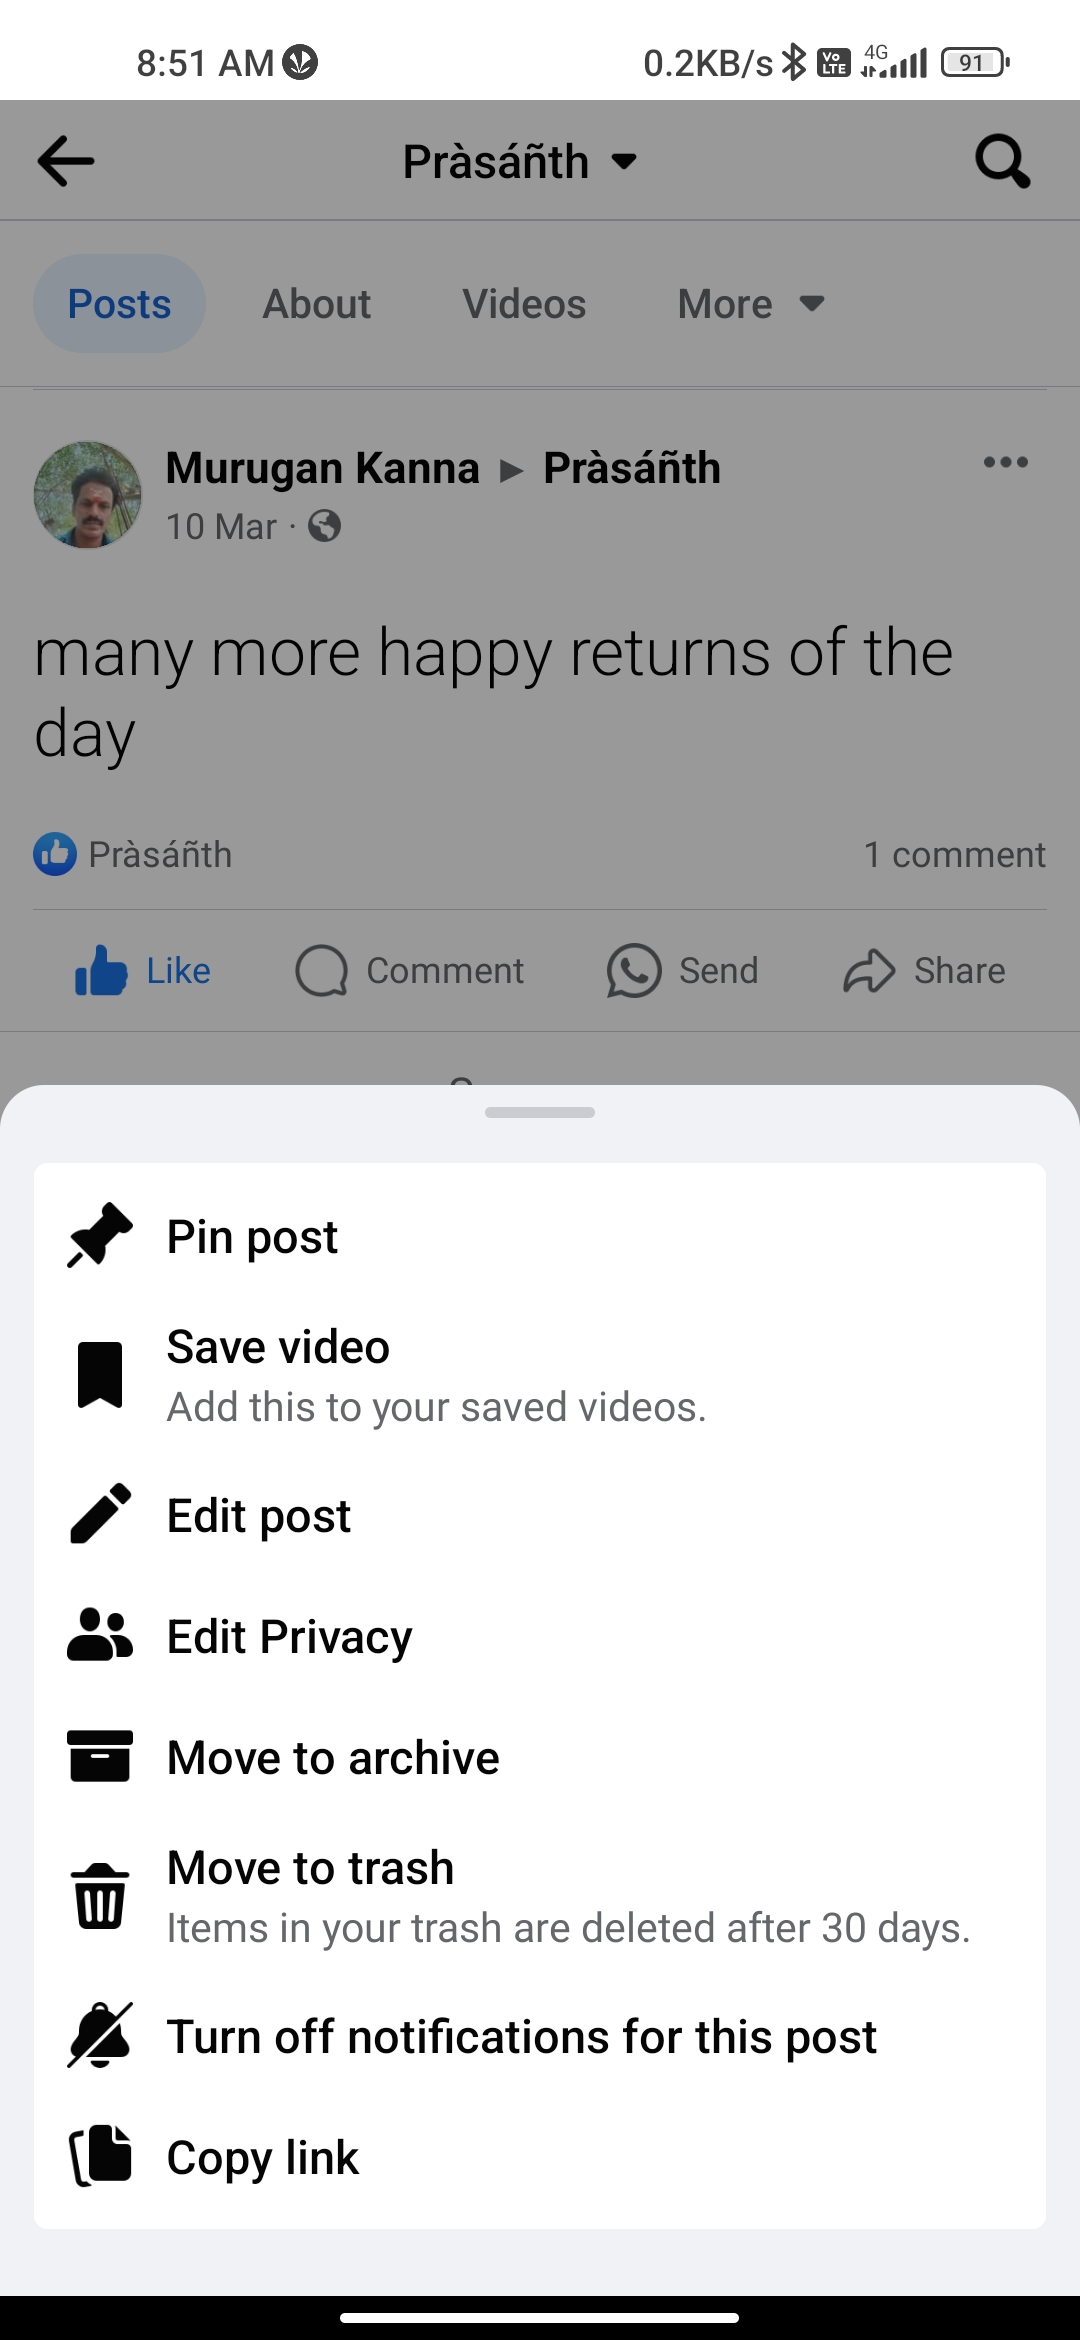 8:51 AM 0.2KB/s Vo LTE 4G 91
Pràsáñth
Posts About Videos More
Murugan Kanna ▶ Pràsáñth
10 Mar ·
many more happy returns of the
day
Pràsáñth 1 comment
Like Comment Send Share
Pin post
Save video
Add this to your saved videos.
Edit post
Edit Privacy
Move to archive
Move to trash
Items in your trash are deleted after 30 days.
Turn off notifications for this post
Copy link